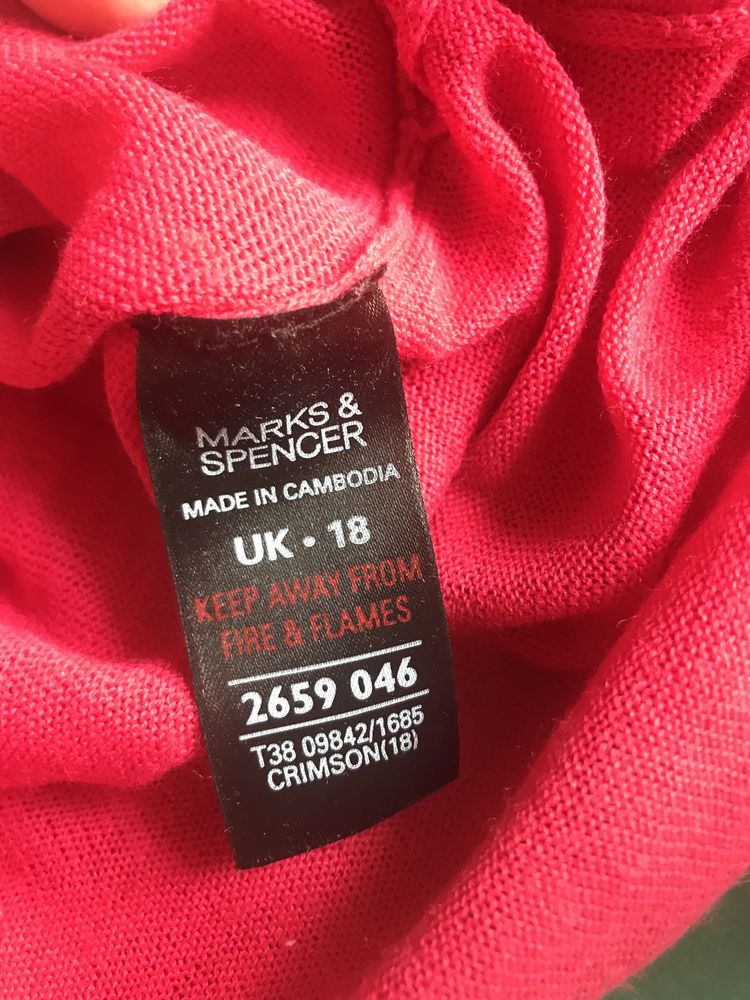 MARKS &
SPENCER
MADE IN CAMBODIA
UK • 18
KEEP AWAY FROM
FIRE & FLAMES
2659 046
T38 09842/1685
CRIMSON(18)